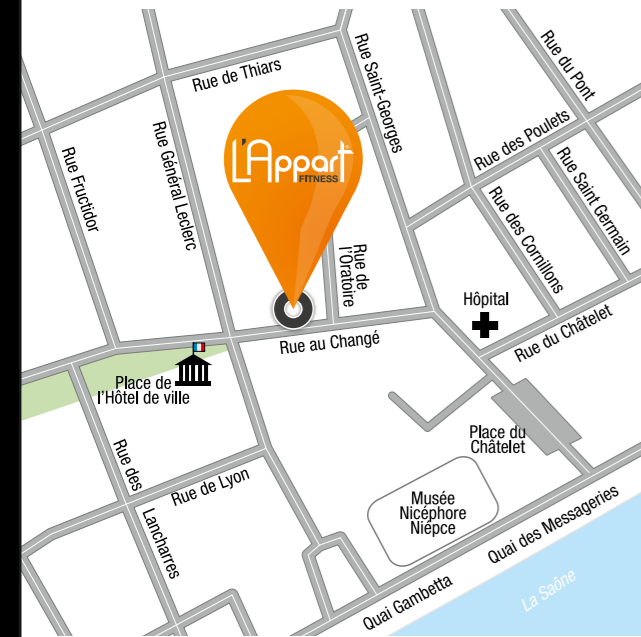 Rue de Thiars
Rue Saint-Georges
Rue du Pont
Rue des Poulets
Rue Fructidor
Rue Général Leclerc
L'Appart
FITNESS
Rue Saint Germain
Rue des Cornillons
Rue de
l'Oratoire
Hôpital
Rue au Changé
Rue du Châtelet
Place de
l'Hôtel de ville
Place du
Châtelet
Rue des
Lancharres
Rue de Lyon
Musée
Nicéphore
Niépce
Quai des Messageries
Quai Gambetta
La Saône